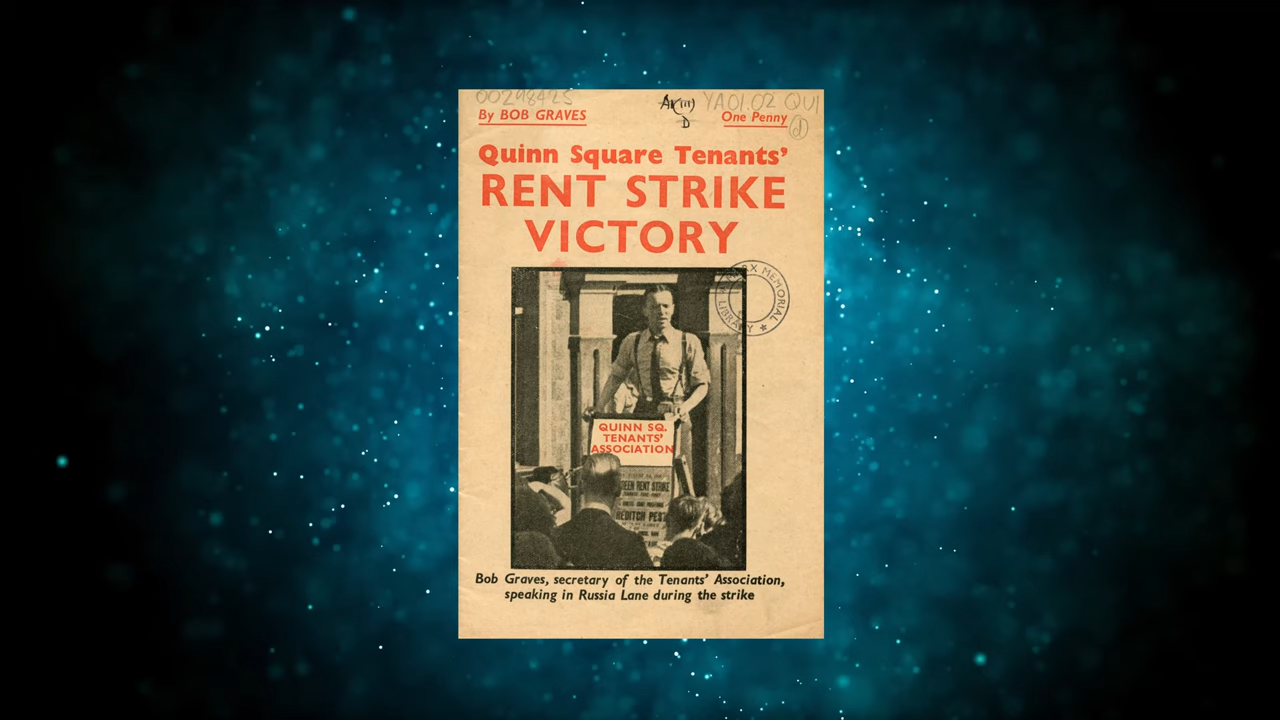 00298425
AK(III) YA01.02 QUI
D
By BOB GRAVES
One Penny
Quinn Square Tenants'
RENT STRIKE
VICTORY
MARX MEMORIAL LIBRARY
QUINN SQ.
TENANTS'
ASSOCIATION
RENT STRIKE
Bob Graves, secretary of the Tenants' Association,
speaking in Russia Lane during the strike